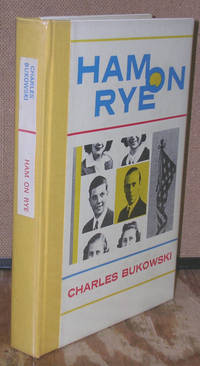 CHARLES
BUKOWSKI
HAM ON RYE
HAM ON
RYE
CHARLES BUKOWSKI